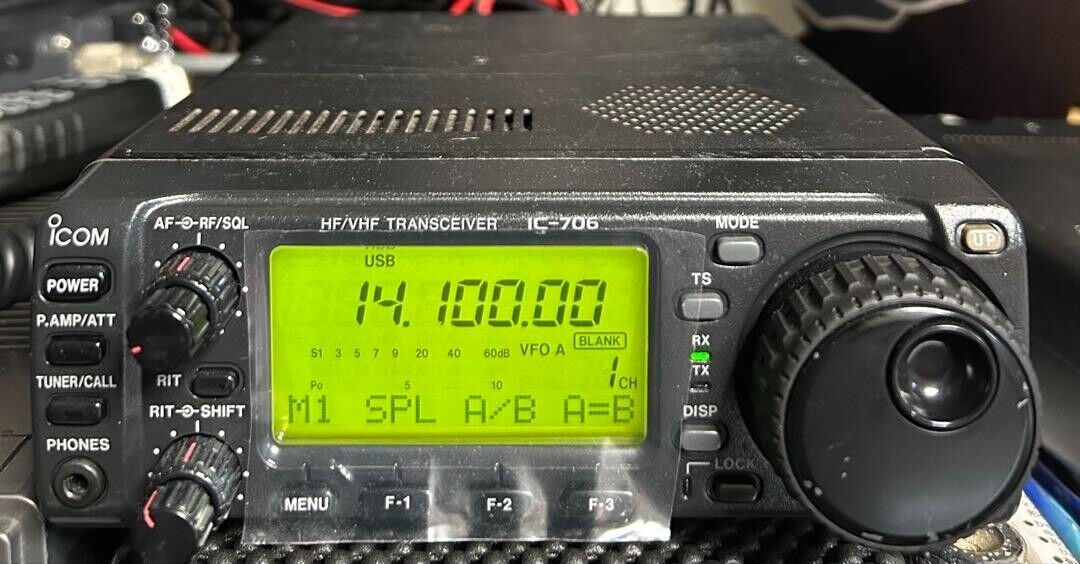 ICOM
AF RF/SQL
HF/VHF TRANSCEIVER IC-706
MODE
UP
POWER
P.AMP/ATT
TUNER/CALL
PHONES
RIT
RIT SHIFT
USB
14.100.00
S1 3 5 7 9 20 40 60dB VFO A BLANK
1 CH
Po 5 10
M1 SPL A/B A=B
MENU F-1 F-2 F-3
TS
RX
TX
DISP
LOCK